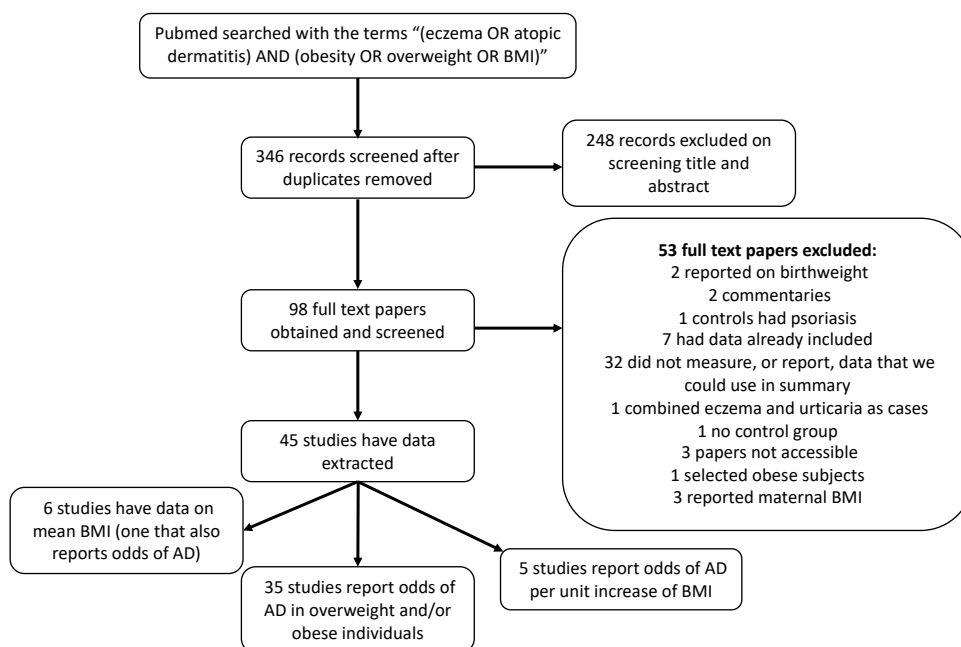 Pubmed searched with the terms “(eczema OR atopic
dermatitis) AND (obesity OR overweight OR BMI)”
346 records screened after
duplicates removed
248 records excluded on
screening title and
abstract
98 full text papers
obtained and screened
53 full text papers excluded:
2 reported on birthweight
2 commentaries
1 controls had psoriasis
7 had data already included
32 did not measure, or report, data that we
could use in summary
1 combined eczema and urticaria as cases
1 no control group
3 papers not accessible
1 selected obese subjects
3 reported maternal BMI
45 studies have data
extracted
6 studies have data on
mean BMI (one that also
reports odds of AD)
35 studies report odds of
AD in overweight and/or
obese individuals
5 studies report odds of AD
per unit increase of BMI